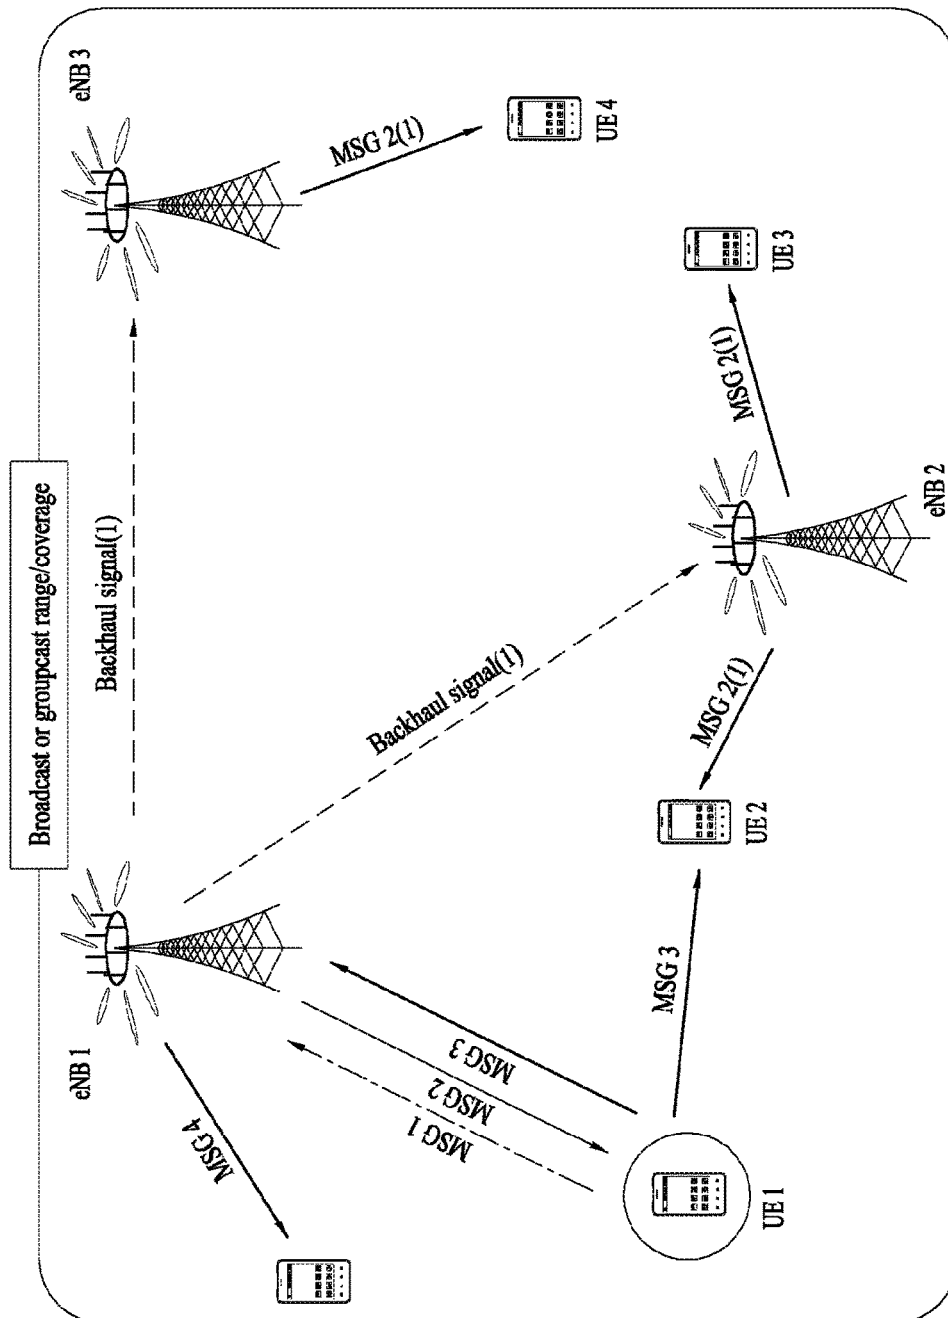 Broadcast or groupcast range/coverage
eNB 1
eNB 3
Backhaul signal(1)
MSG 2(1)
UE 4
Backhaul signal(1)
MSG 4
MSG 1
MSG 2
MSG 3
UE 1
MSG 3
UE 2
MSG 2(1)
eNB 2
MSG 2(1)
UE 3